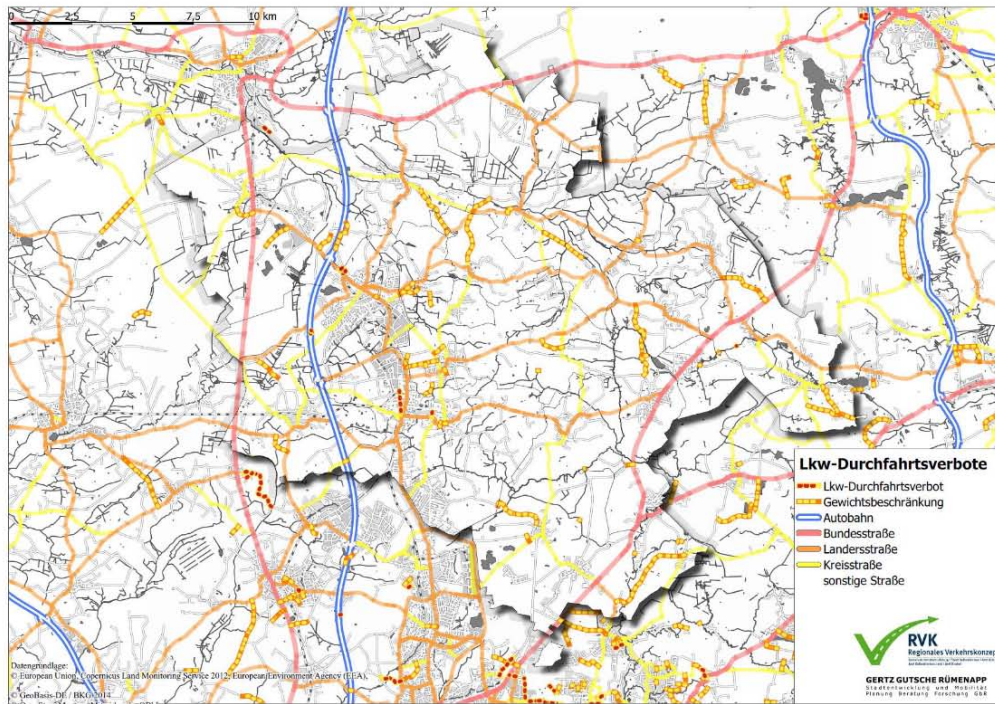 0 2,5 5 7,5 10 km
Lkw-Durchfahrtsverbote
Lkw-Durchfahrtsverbot
Gewichtsbeschränkung
Autobahn
Bundesstraße
Landersstraße
Kreisstraße
sonstige Straße
RVK
Regionales Verkehrskonzept
GERTZ GUTSCHE RÜMENAPP
Stadtentwicklung und Mobilität
Planung Beratung Forschung GbR
Datengrundlage:
© European Union, Copernicus Land Monitoring Service 2012, European Environment Agency (EEA),
© GeoBasis-DE / BKG 2014